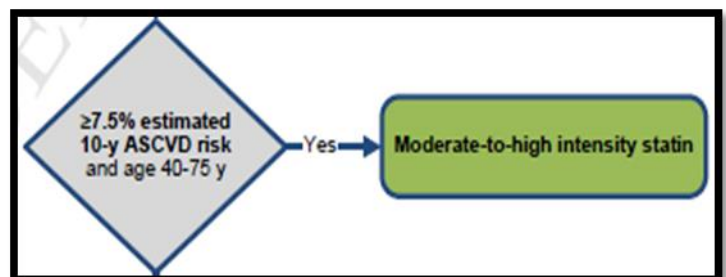 ≥7.5% estimated
10-y ASCVD risk
and age 40-75 y
Yes
Moderate-to-high intensity statin